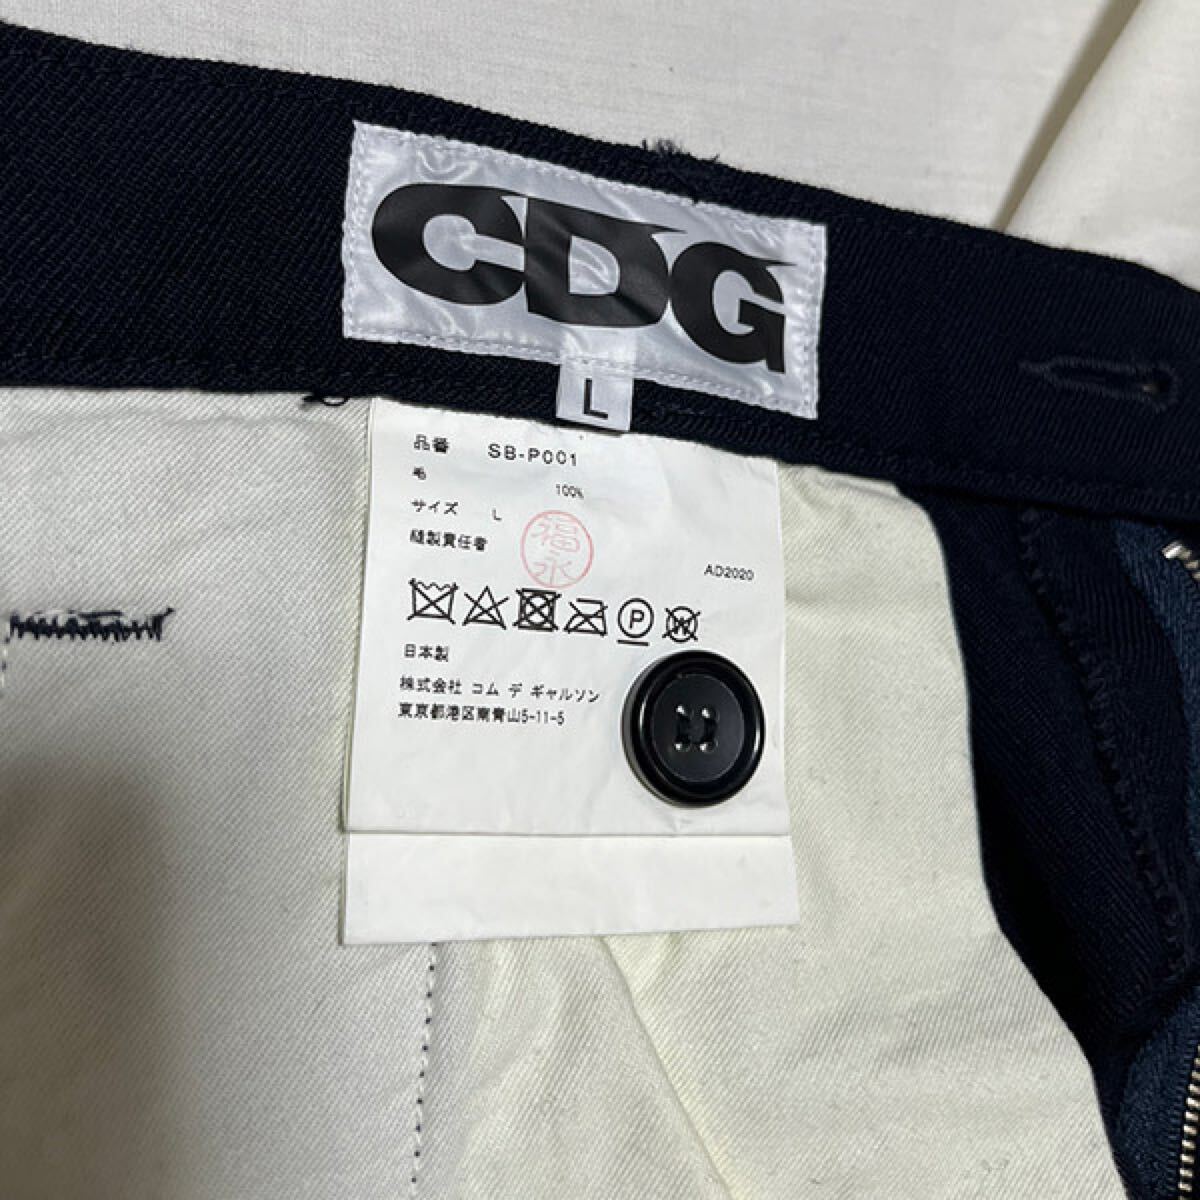 CDG
L
品番 SB-P001
毛 100%
サイズ L
縫製責任者 福永
AD2020
P W
日本製
株式会社 コム デ ギャルソン
東京都港区南青山5-11-5